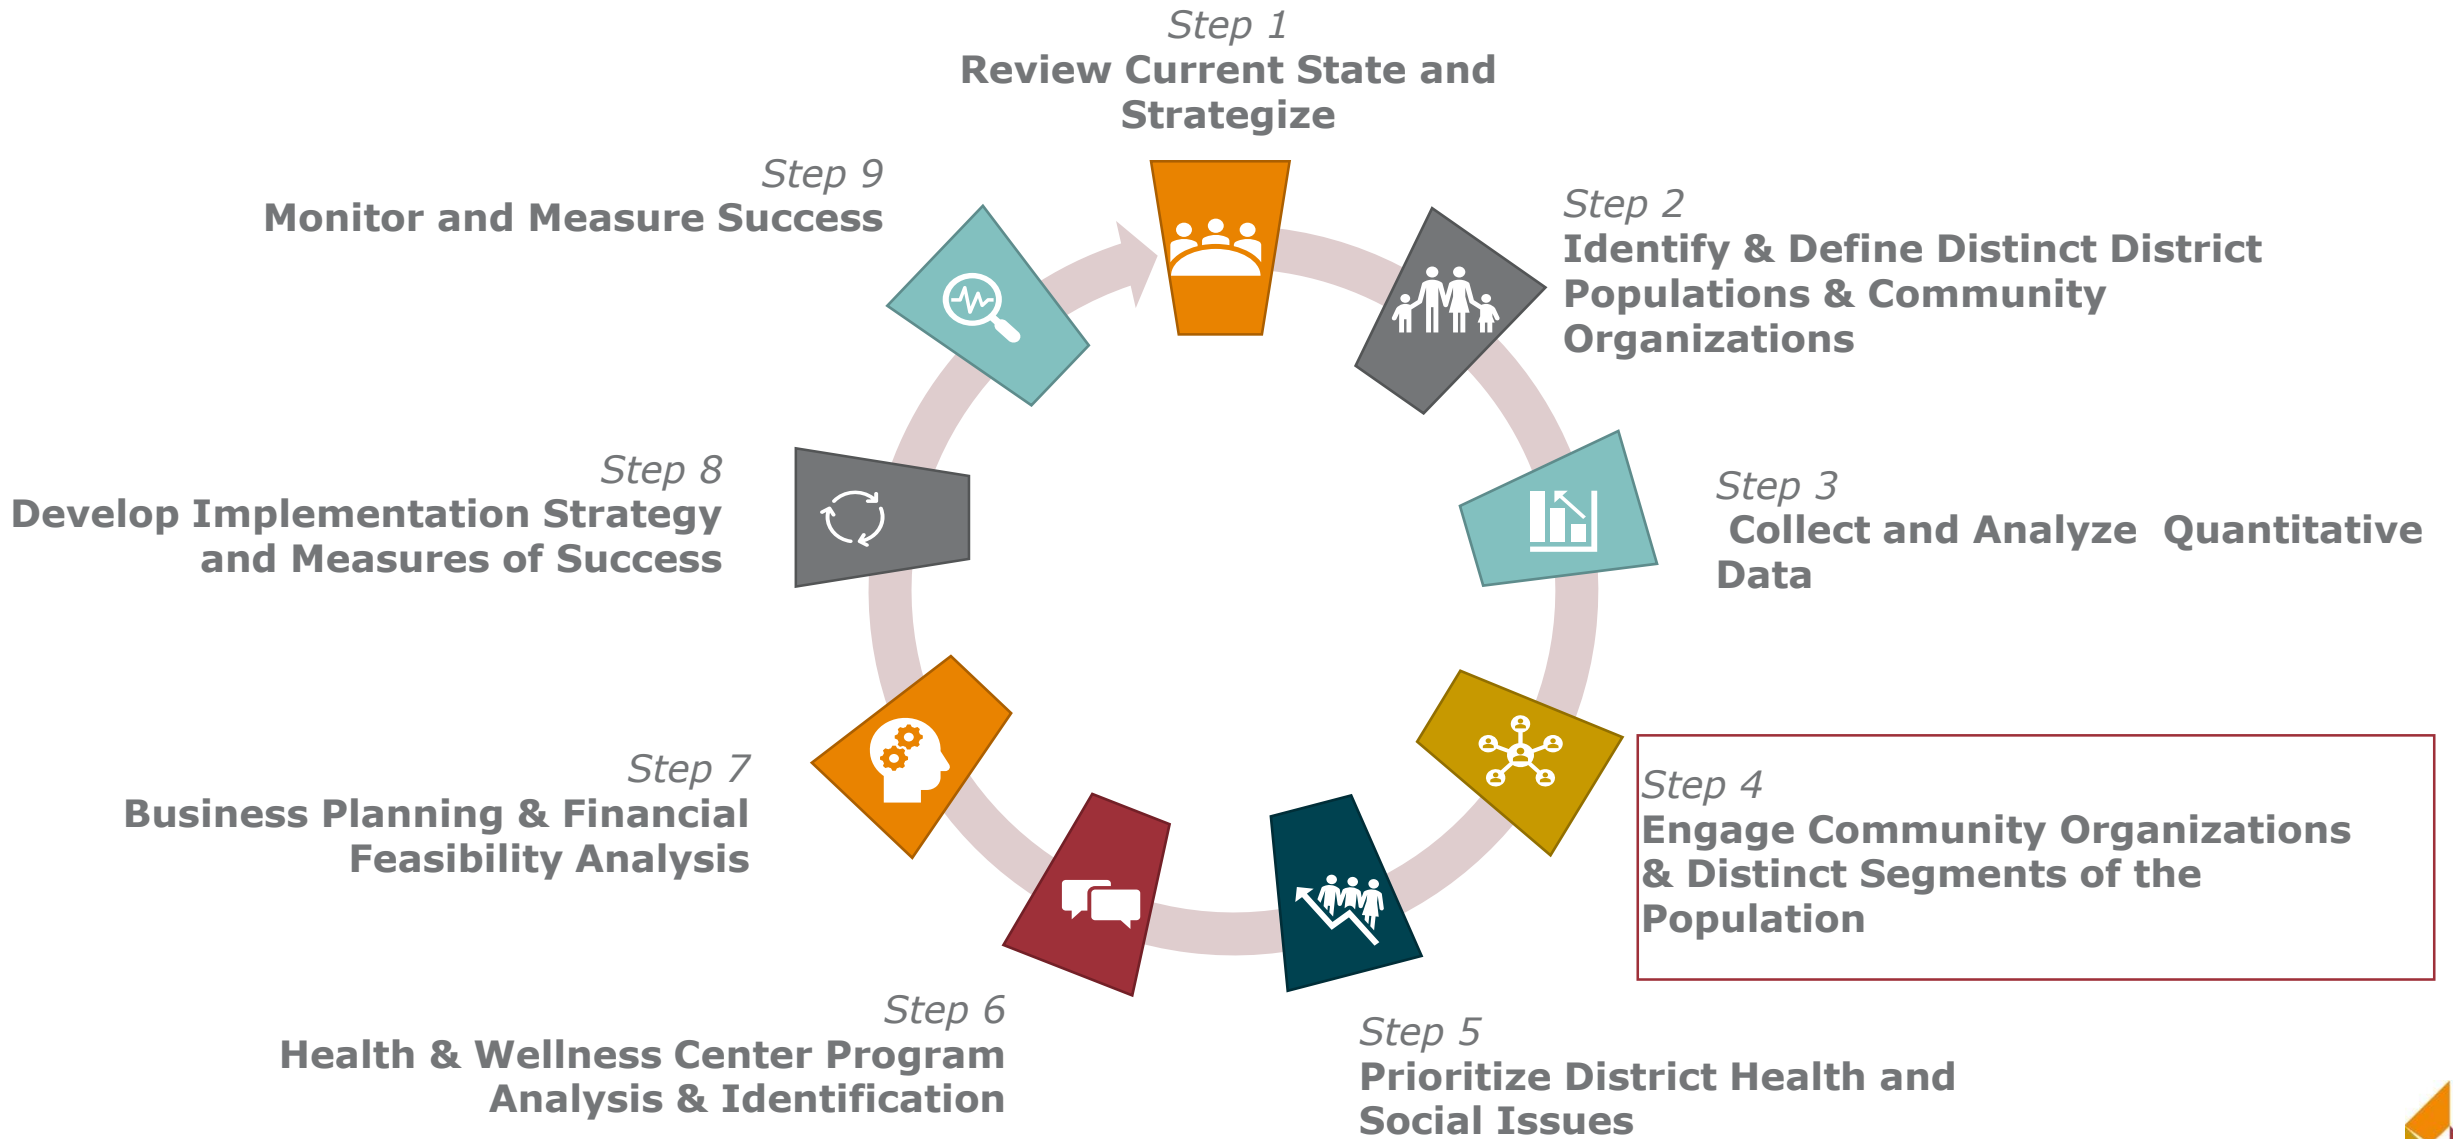 Step 1
Review Current State and
Strategize
Step 2
Identify & Define Distinct District
Populations & Community
Organizations
Step 3
Collect and Analyze  Quantitative
Data
Step 4
Engage Community Organizations
& Distinct Segments of the
Population
Step 5
Prioritize District Health and
Social Issues
Step 6
Health & Wellness Center Program
Analysis & Identification
Step 7
Business Planning & Financial
Feasibility Analysis
Step 8
Develop Implementation Strategy
and Measures of Success
Step 9
Monitor and Measure Success